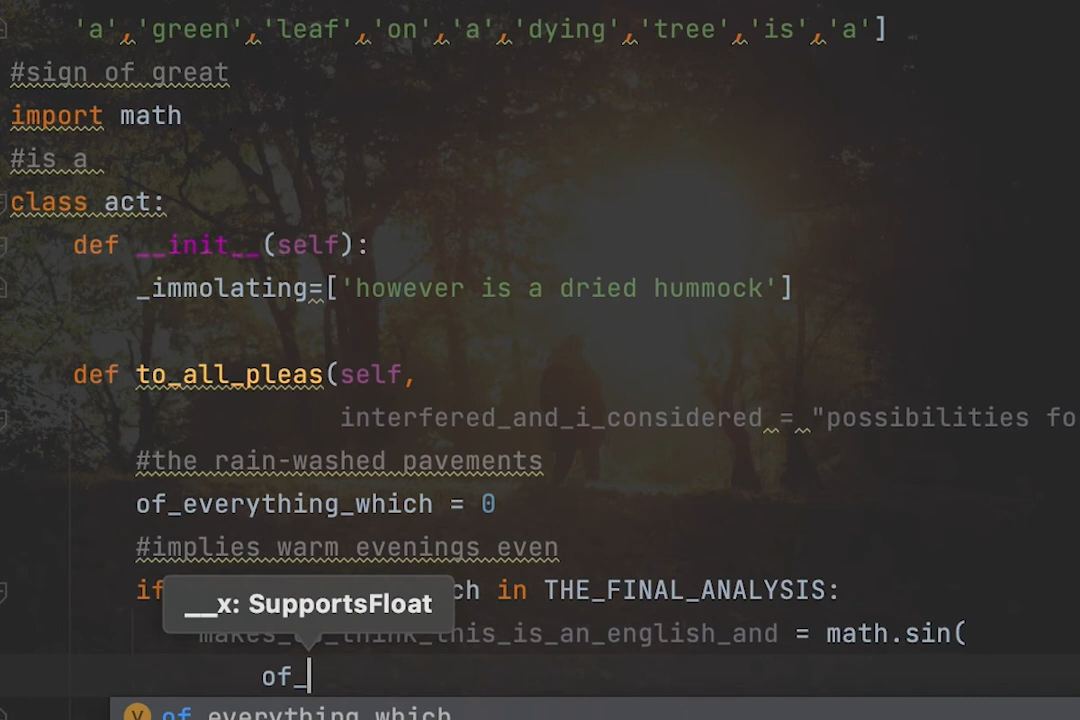 'a','green','leaf','on','a','dying','tree','is','a']
#sign of great
import math
#is a
class act:
def __init__(self):
_immolating=['however is a dried hummock']
def to_all_pleas(self,
interfered_and_i_considered = "possibilities fo
#the rain-washed pavements
of_everything_which = 0
#implies warm evenings even
if ch in THE_FINAL_ANALYSIS:
__x: SupportsFloat
makes_ think_this_is_an_english_and = math.sin(
of_
of_everything_which